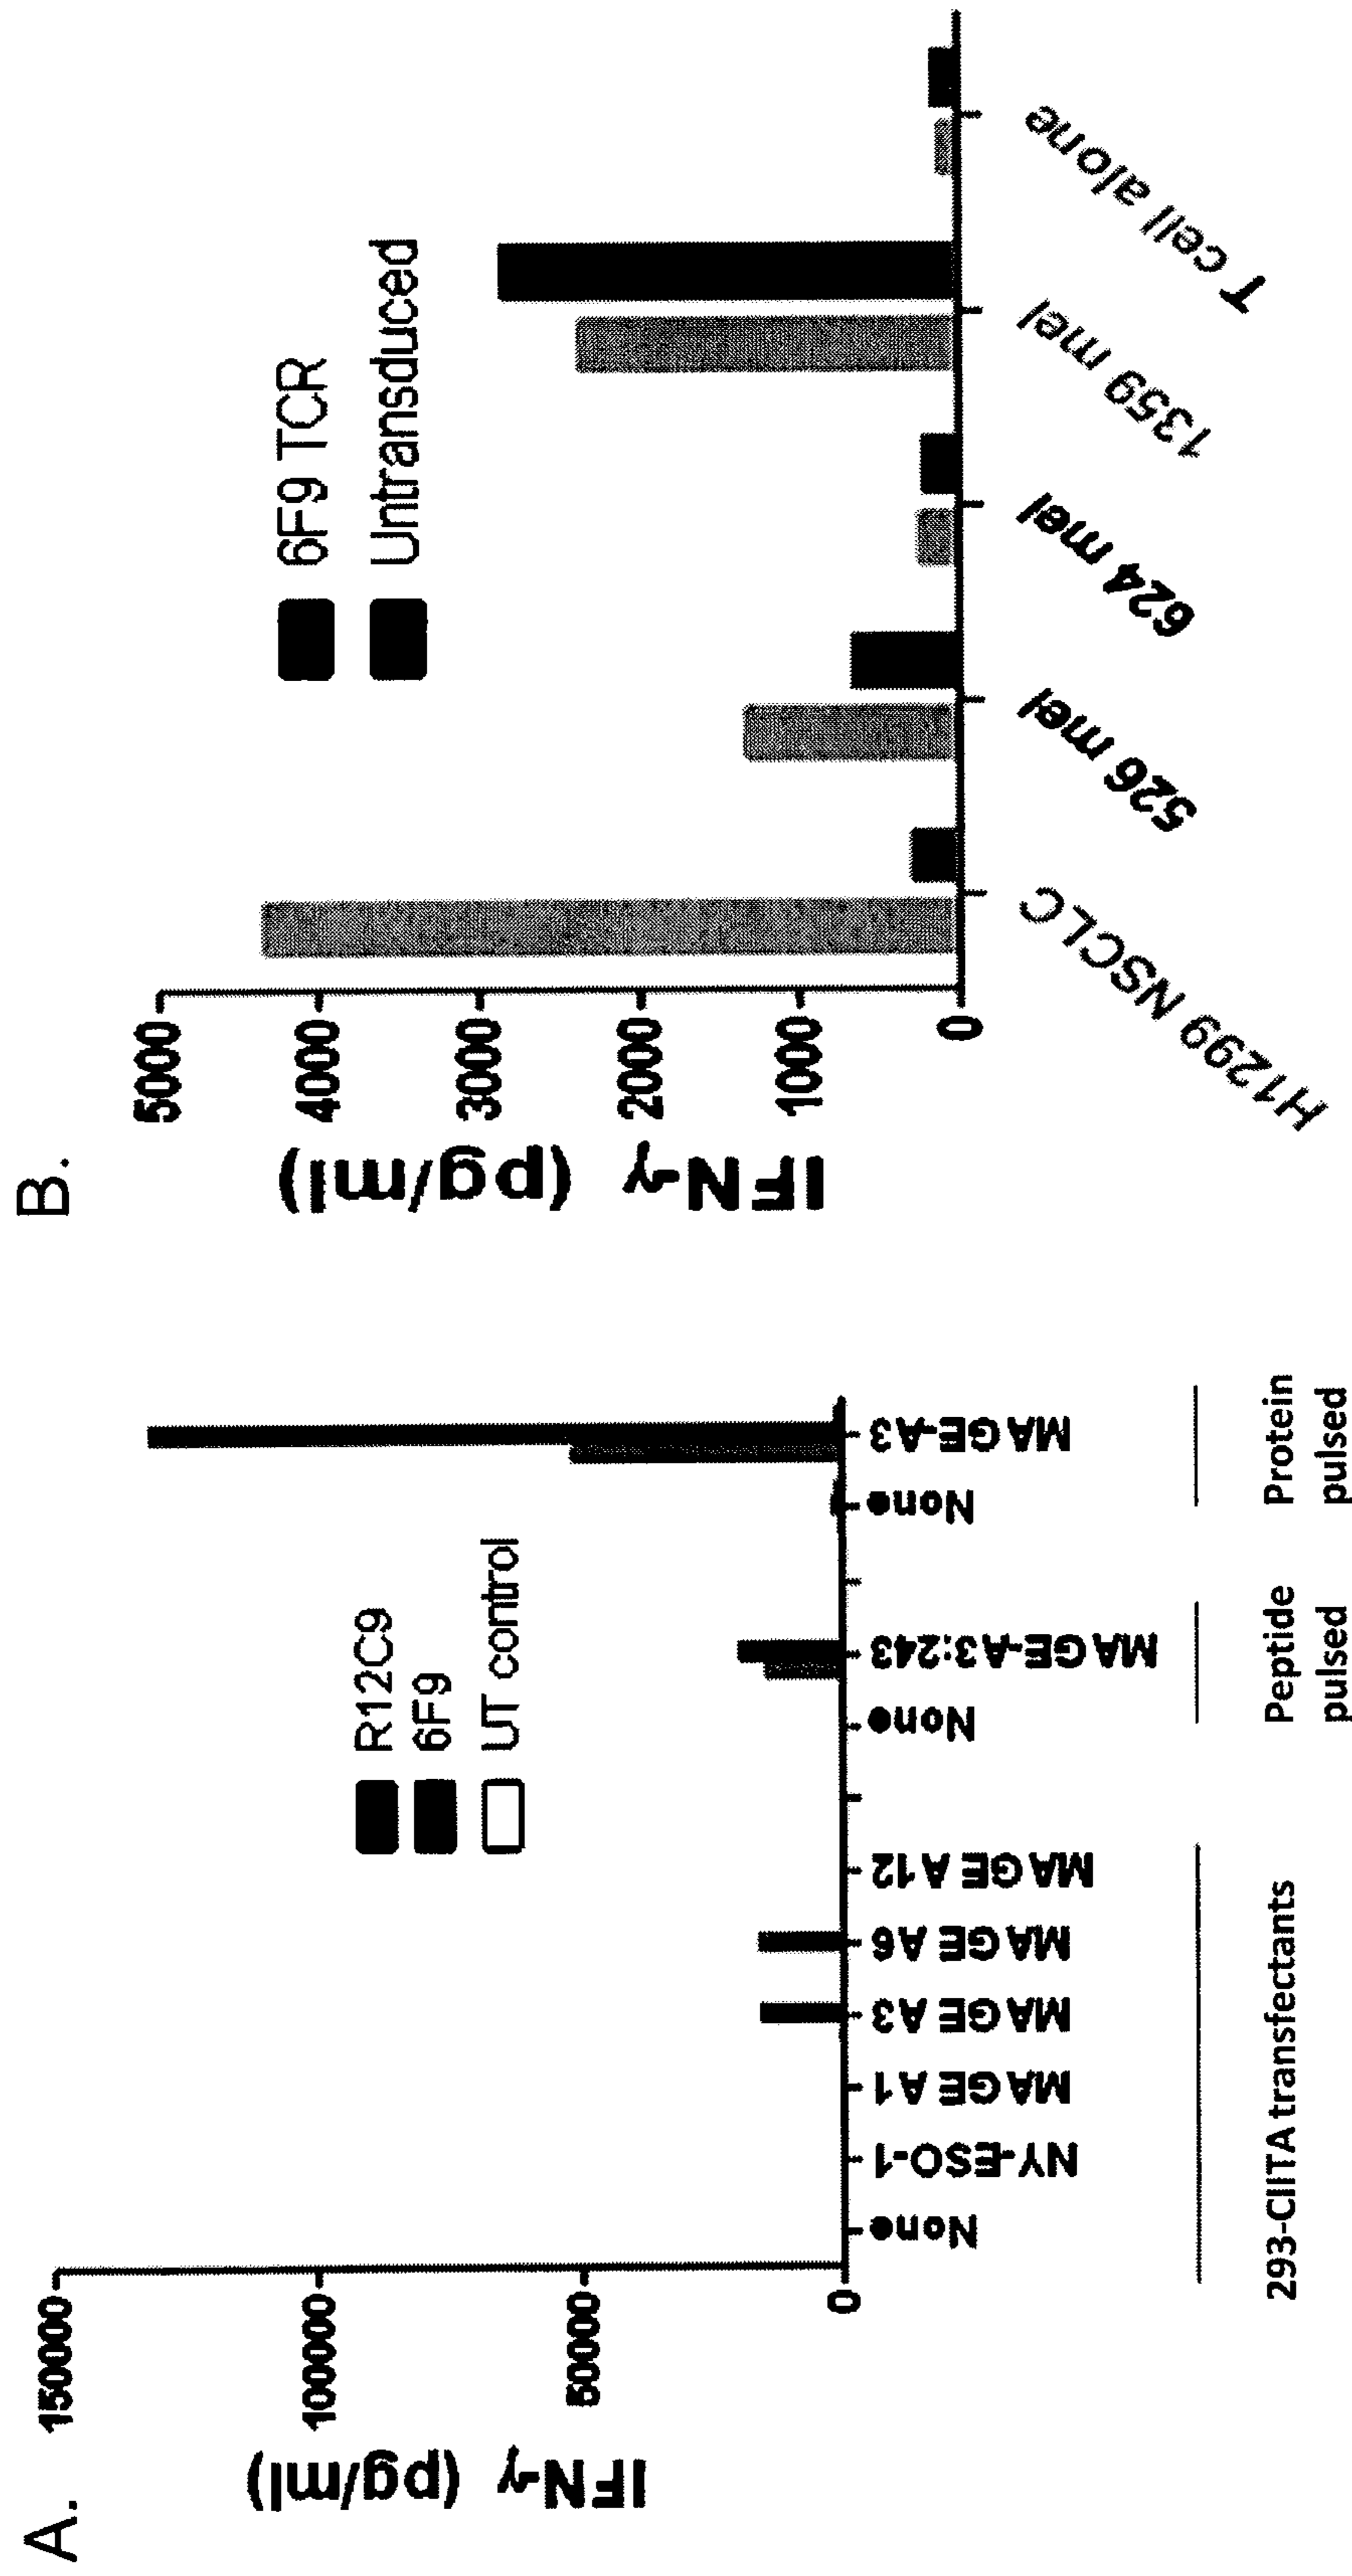 A.
IFN-γ (pg/ml)
150000
100000
50000
0
R12C9
6F9
UT control
None
NY-ESO-1
MAGE A1
MAGE A3
MAGE A6
MAGE A12
None
MAGE-A3:243
None
MAGE-A3
293-CIITA transfectants
Peptide
pulsed
Protein
pulsed
B.
IFN-γ (pg/ml)
5000
4000
3000
2000
1000
0
6F9 TCR
Untransduced
H1299 NSCLC
526 mel
624 mel
1359 mel
T cell alone